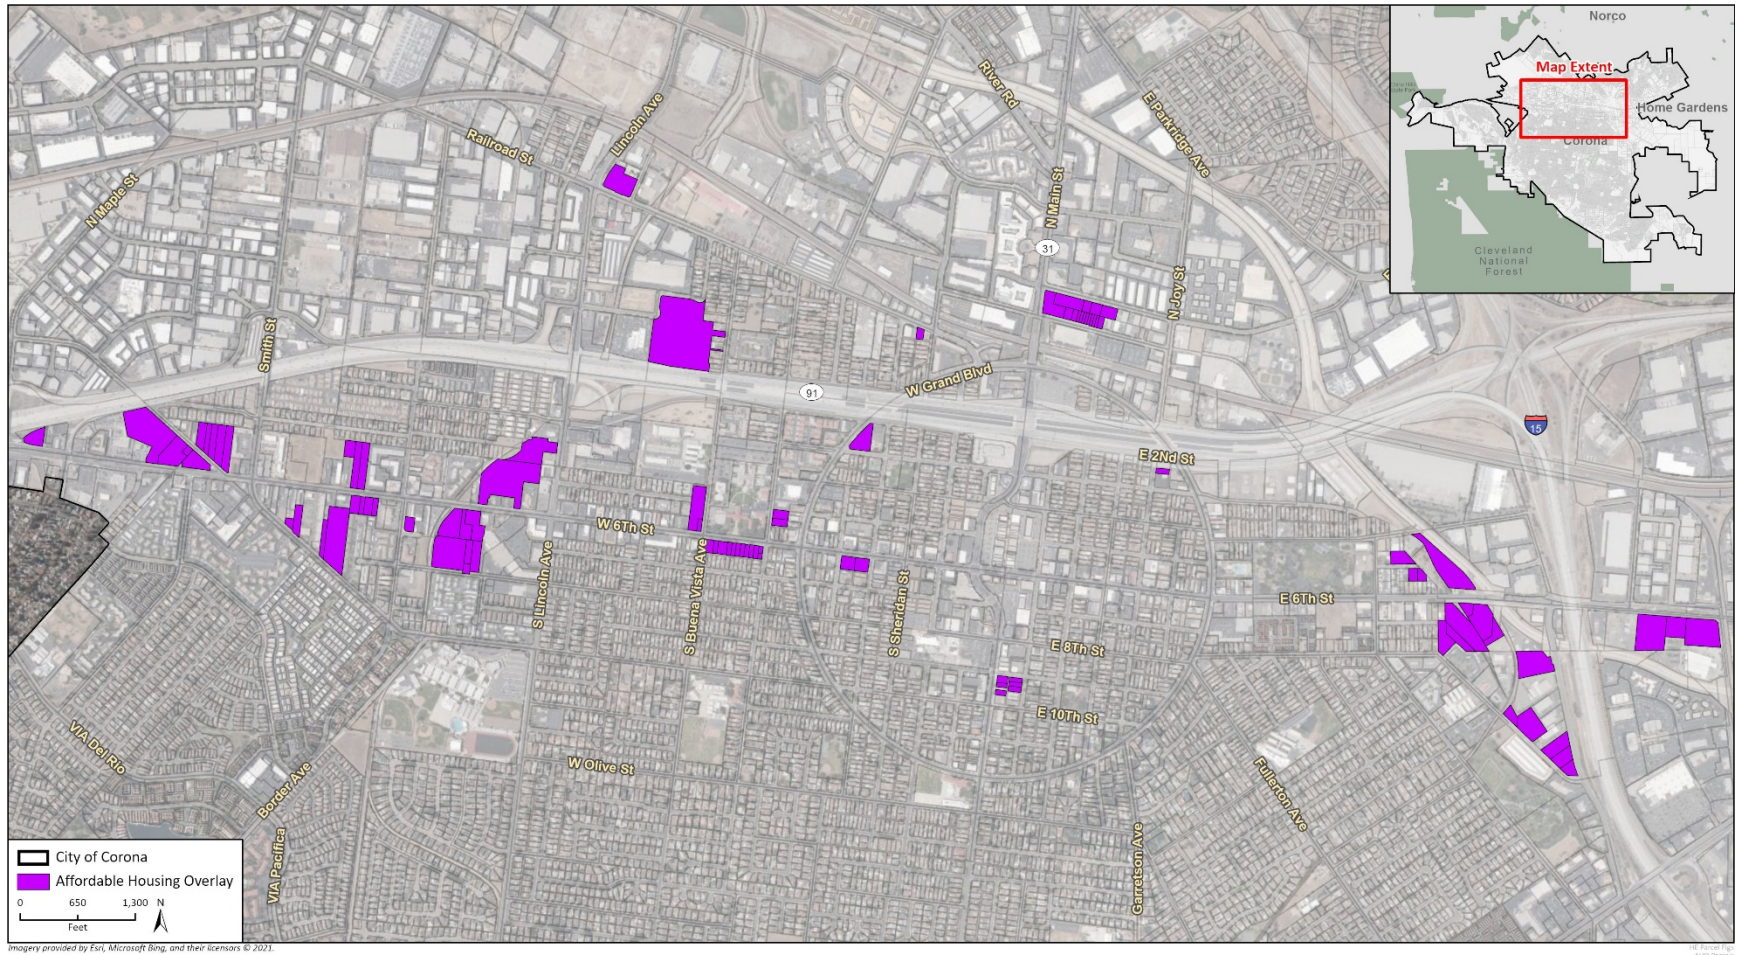 Norco
Map Extent
Home Gardens
Corona
Cleveland
National
Forest
River Rd
E Parkridge Ave
Lincoln Ave
Railroad St
N Maple St
N Main St
31
N Joy St
Smith St
W Grand Blvd
91
15
E 2Nd St
W 6Th St
S Lincoln Ave
S Buena Vista Ave
S Sheridan St
E 6Th St
E 8Th St
E 10Th St
VIA Del Rio
Border Ave
W Olive St
Fullerton Ave
VIA Pacifica
Garretson Ave
City of Corona
Affordable Housing Overlay
0 650 1,300 N
Feet
Imagery provided by Esri, Microsoft Bing, and their licensors © 2021.
HE Parcel Figs